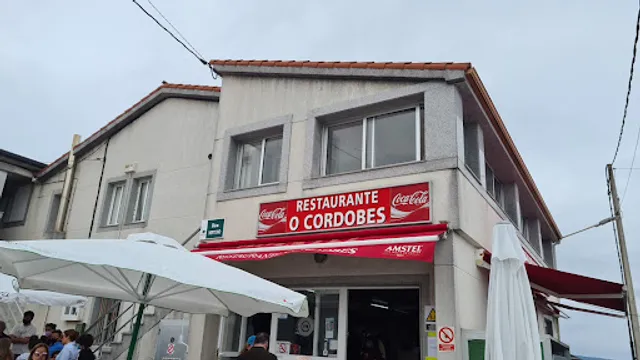 RESTAURANTE
Coca-Cola
Coca-Cola
O CORDOBES
AMSTEL